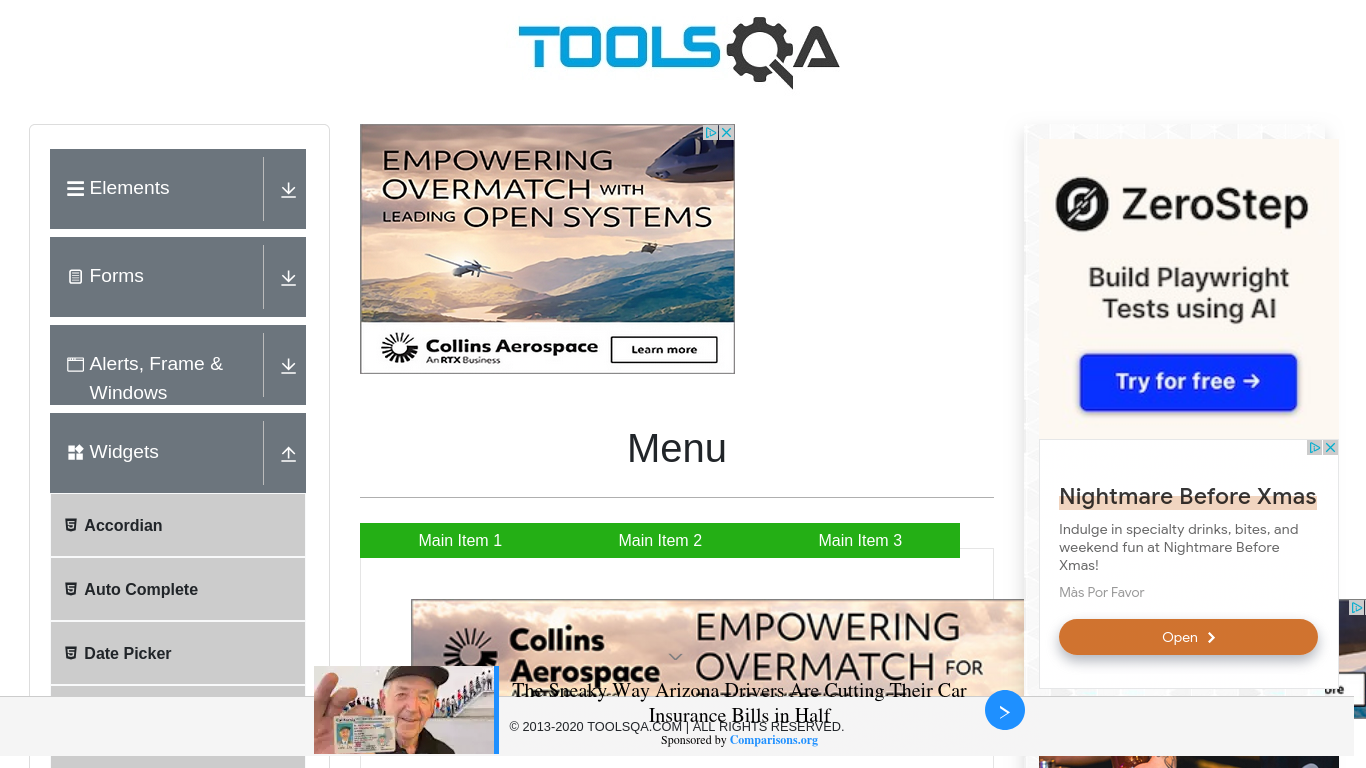 TOOLSQA
Elements
Forms
Alerts, Frame &
Windows
Widgets
Accordian
Auto Complete
Date Picker
EMPOWERING
OVERMATCH WITH
LEADING OPEN SYSTEMS
Collins Aerospace
An RTX Business
Learn more
Menu
Main Item 1
Main Item 2
Main Item 3
Collins
Aerospace
EMPOWERING
OVERMATCH FOR
ZeroStep
Build Playwright
Tests using AI
Try for free →
Nightmare Before Xmas
Indulge in specialty drinks, bites, and
weekend fun at Nightmare Before
Xmas!
Màs Por Favor
Open
The Sneaky Way Arizona Drivers Are Cutting Their Car
Insurance Bills in Half
© 2013-2020 TOOLSQA.COM | ALL RIGHTS RESERVED.
Sponsored by Comparisons.org